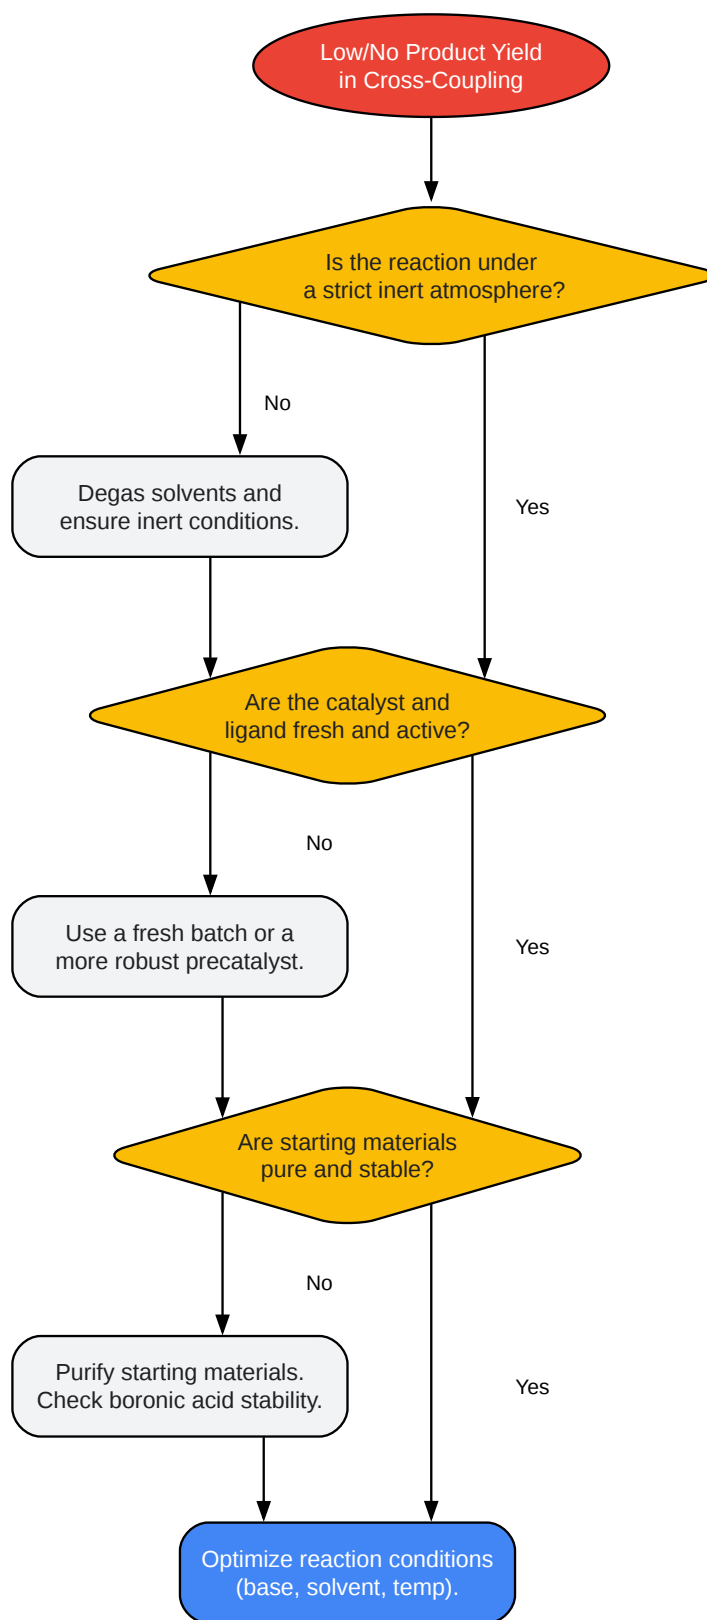 Low/No Product Yield
in Cross-Coupling
Is the reaction under
a strict inert atmosphere?
No
Degas solvents and
ensure inert conditions.
Yes
Are the catalyst and
ligand fresh and active?
No
Use a fresh batch or a
more robust precatalyst.
Yes
Are starting materials
pure and stable?
No
Purify starting materials.
Check boronic acid stability.
Yes
Optimize reaction conditions
(base, solvent, temp).